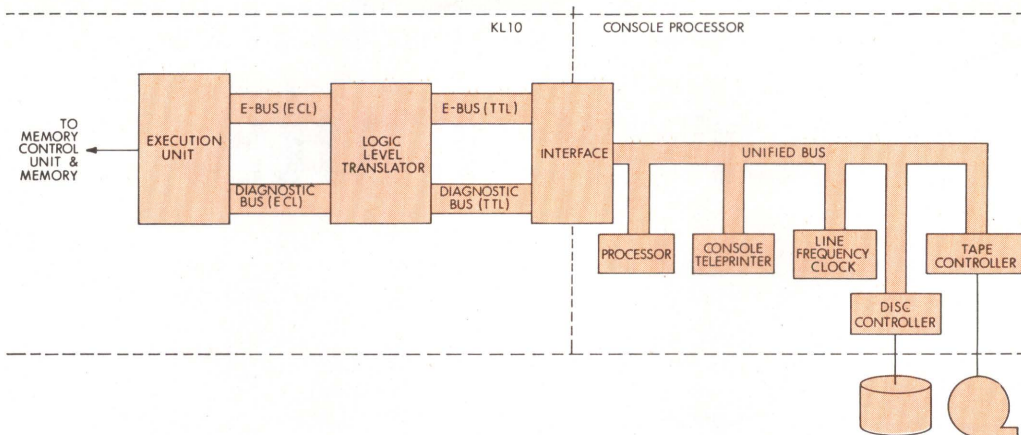 KL10
CONSOLE PROCESSOR
TO
MEMORY
CONTROL
UNIT &
MEMORY
EXECUTION
UNIT
E-BUS (ECL)
DIAGNOSTIC
BUS (ECL)
LOGIC
LEVEL
TRANSLATOR
E-BUS (TTL)
DIAGNOSTIC
BUS (TTL)
INTERFACE
UNIFIED BUS
PROCESSOR
CONSOLE
TELEPRINTER
LINE
FREQUENCY
CLOCK
TAPE
CONTROLLER
DISC
CONTROLLER